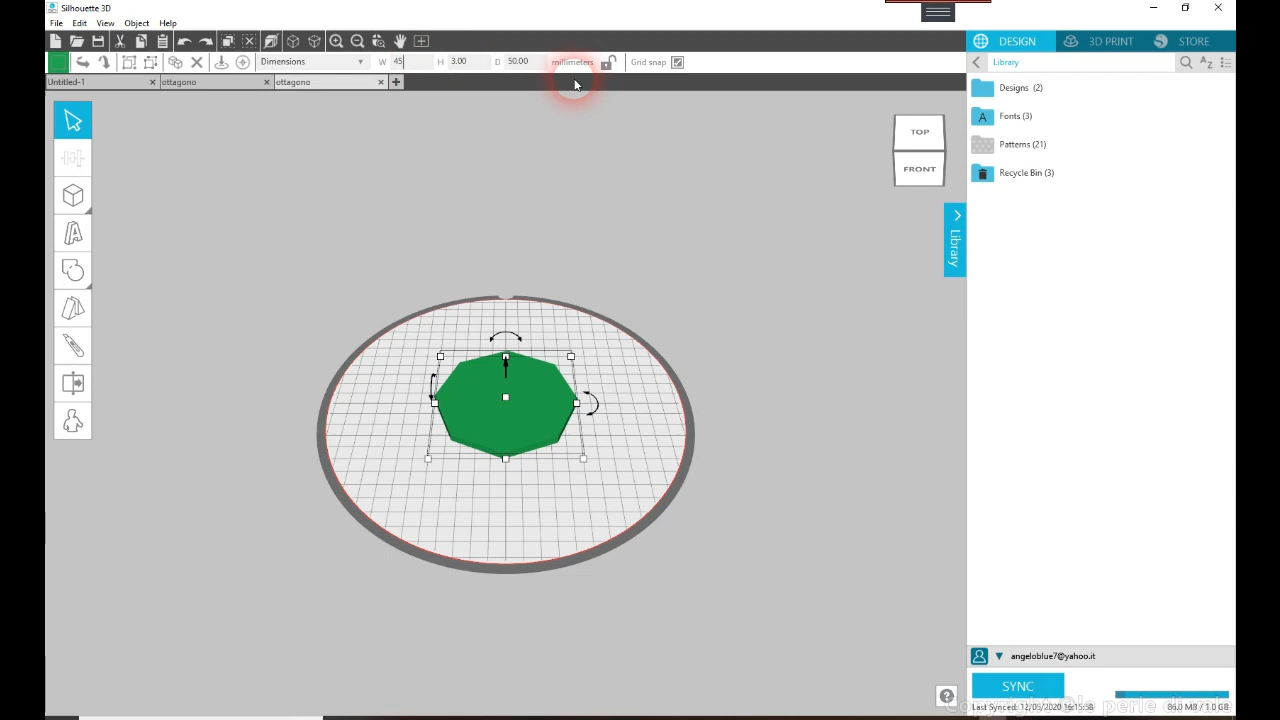 Silhouette 3D
File Edit View Object Help
DESIGN 3D PRINT STORE
Dimensions W 45 H 3.00 D 50.00 millimeters Grid snap
Library
Untitled-1 × ottagono × ottagono × +
Designs (2)
A Fonts (3)
Patterns (21)
Recycle Bin (3)
TOP
FRONT
Library
angeloblue7@yahoo.it
SYNC
Last Synced: 12/05/2020 16:15:58 86.0 MB / 1.0 GB
?